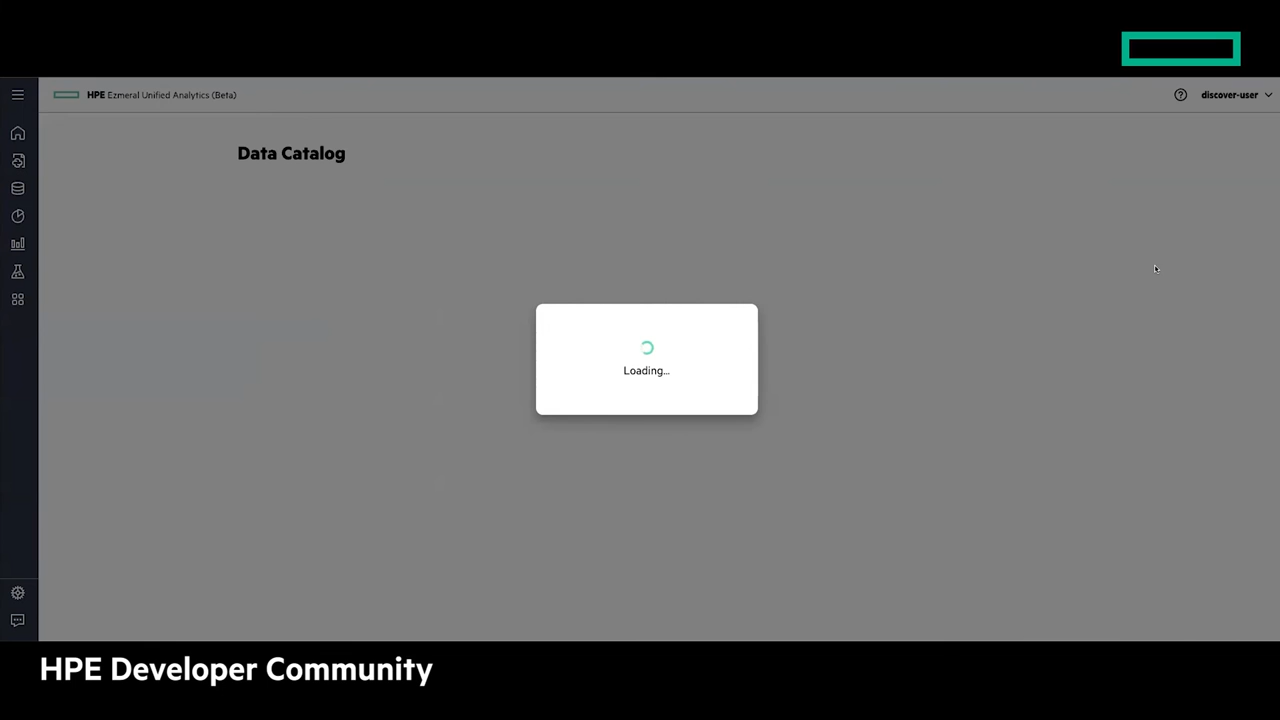 HPE Ezmeral Unified Analytics (Beta)
discover-user
Data Catalog
Loading...
HPE Developer Community